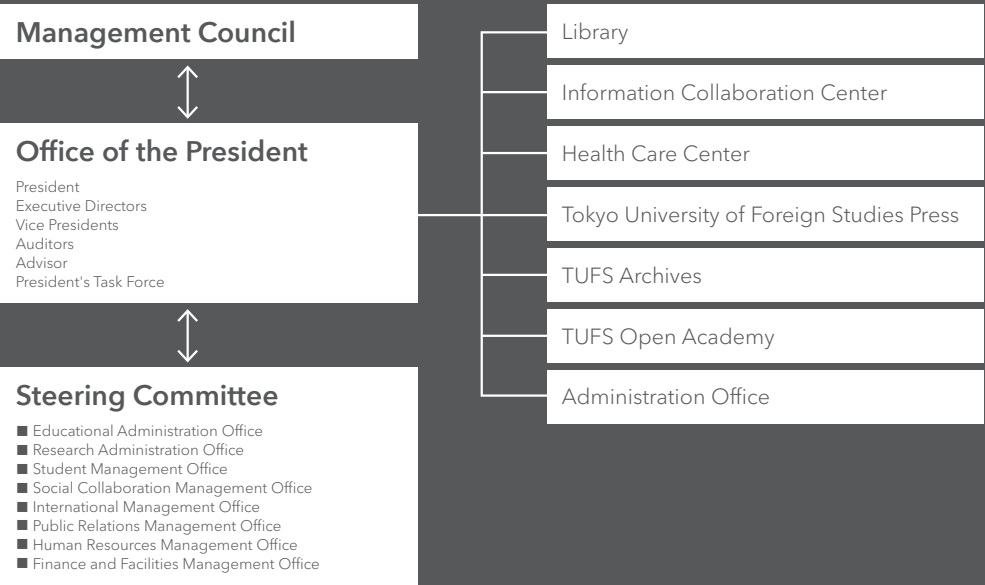 Management Council
Office of the President
President
Executive Directors
Vice Presidents
Auditors
Advisor
President's Task Force
Steering Committee
■ Educational Administration Office
■ Research Administration Office
■ Student Management Office
■ Social Collaboration Management Office
■ International Management Office
■ Public Relations Management Office
■ Human Resources Management Office
■ Finance and Facilities Management Office
Library
Information Collaboration Center
Health Care Center
Tokyo University of Foreign Studies Press
TUFS Archives
TUFS Open Academy
Administration Office